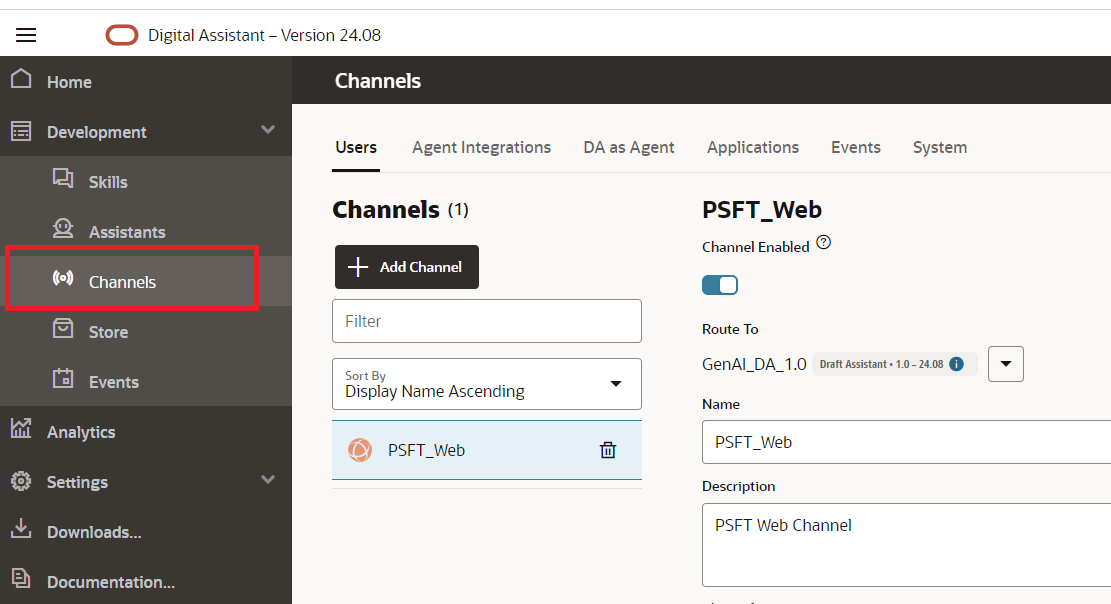 Digital Assistant – Version 24.08
Home
Development
Skills
Assistants
Channels
Store
Events
Analytics
Settings
Downloads...
Documentation...
Channels
Users
Agent Integrations
DA as Agent
Applications
Events
System
Channels (1)
Add Channel
Filter
Sort By
Display Name Ascending
PSFT_Web
PSFT_Web
Channel Enabled ?
Route To
GenAI_DA_1.0 Draft Assistant • 1.0 – 24.08 i
Name
PSFT_Web
Description
PSFT Web Channel